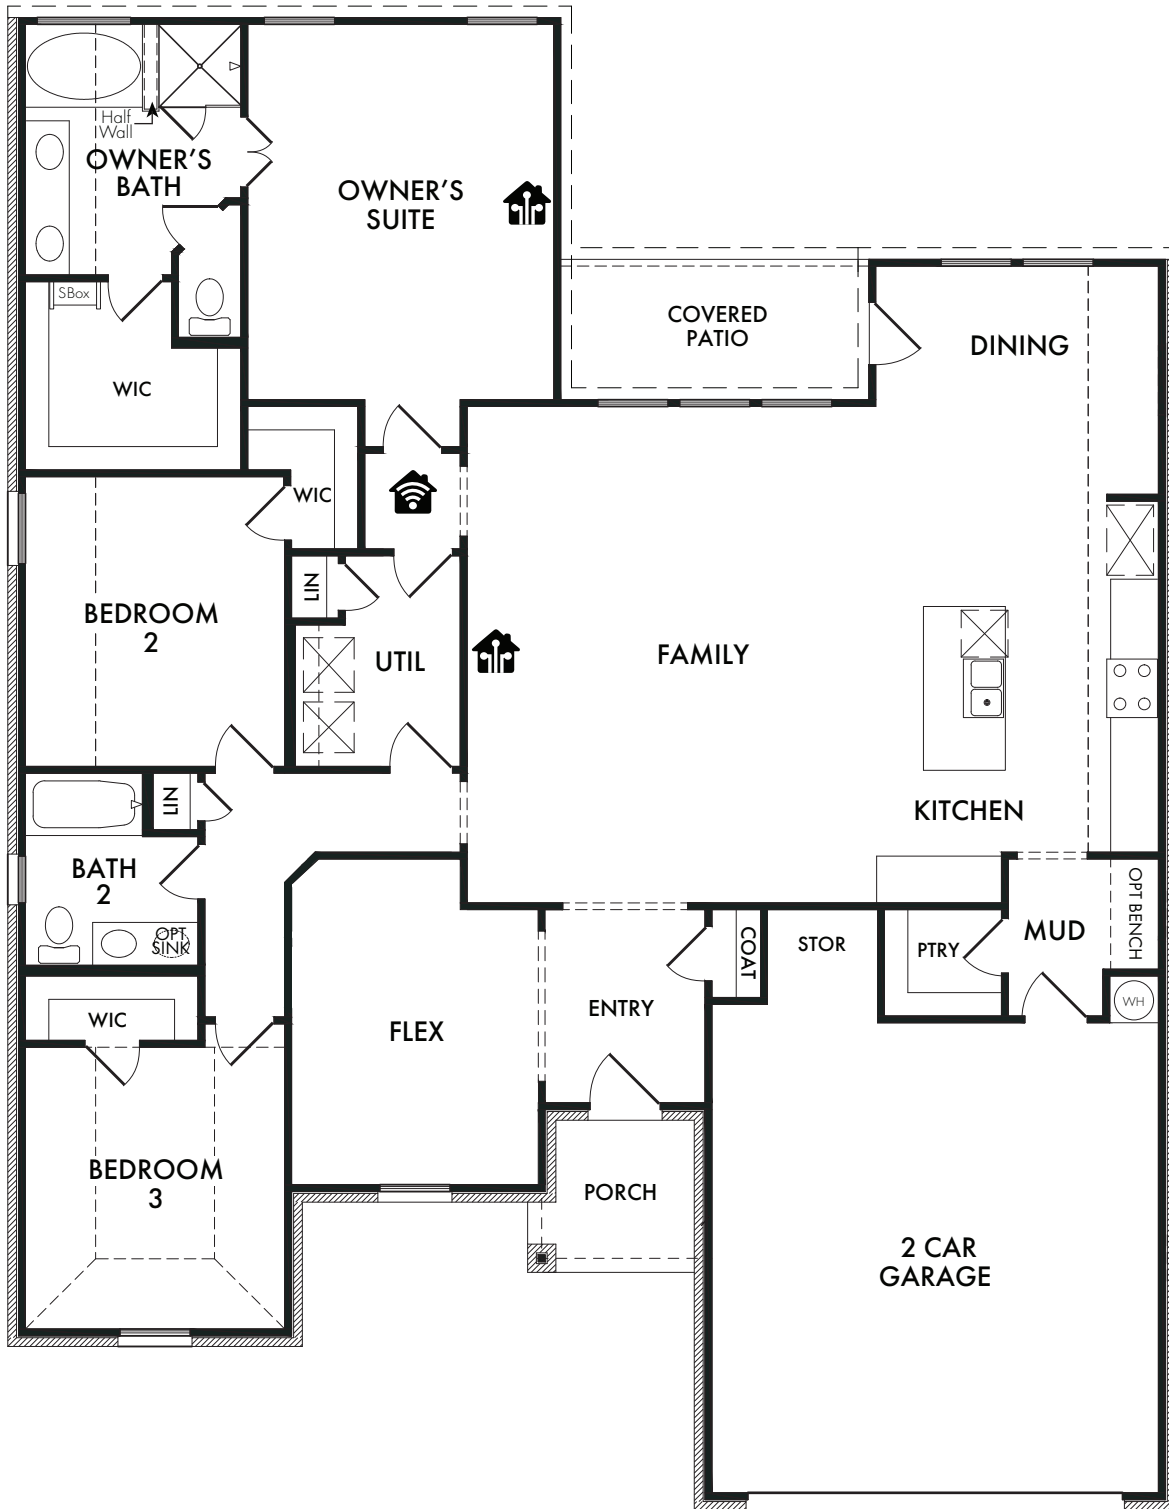 Half
Wall
OWNER'S
BATH
OWNER'S
SUITE
SBox
WIC
COVERED
PATIO
DINING
WIC
LIN
BEDROOM
2
UTIL
FAMILY
LIN
KITCHEN
BATH
2
OPT
SINK
OPT BENCH
COAT
STOR
PTRY
MUD
WIC
FLEX
ENTRY
WH
BEDROOM
3
PORCH
2 CAR
GARAGE